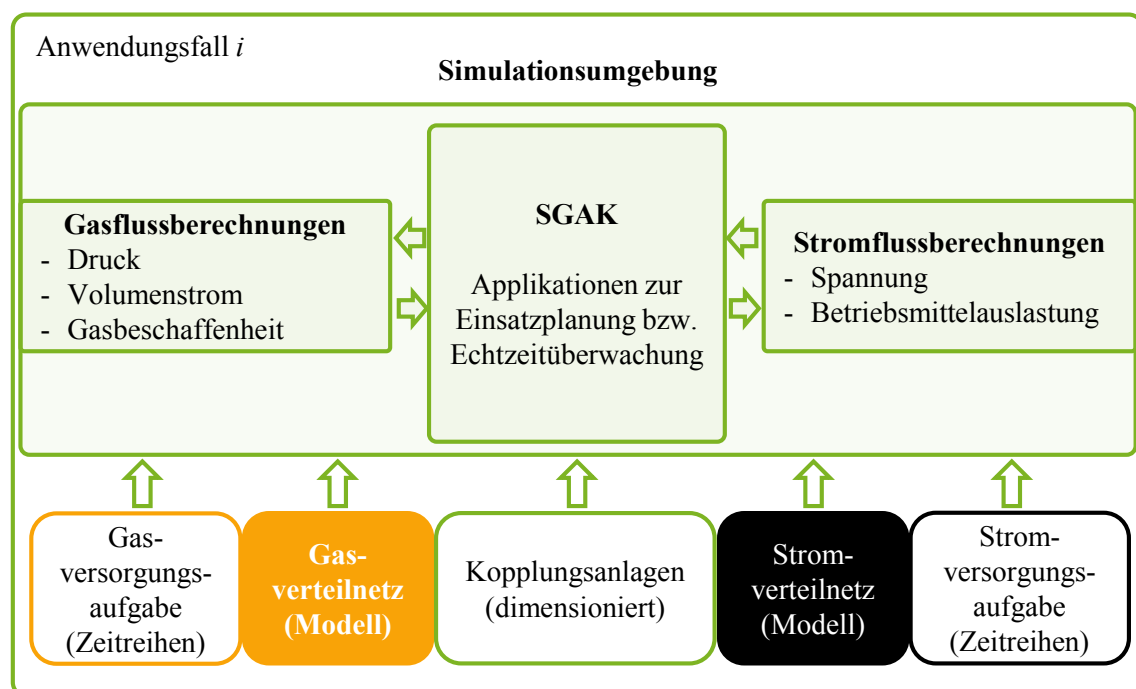 Anwendungsfall i
Simulationsumgebung
Gasflussberechnungen
- Druck
- Volumenstrom
- Gasbeschaffenheit
SGAK
Applikationen zur
Einsatzplanung bzw.
Echtzeitüberwachung
Stromflussberechnungen
- Spannung
- Betriebsmittelauslastung
Gas-
versorgungs-
aufgabe
(Zeitreihen)
Gas-
verteilnetz
(Modell)
Kopplungsanlagen
(dimensioniert)
Strom-
verteilnetz
(Modell)
Strom-
versorgungs-
aufgabe
(Zeitreihen)